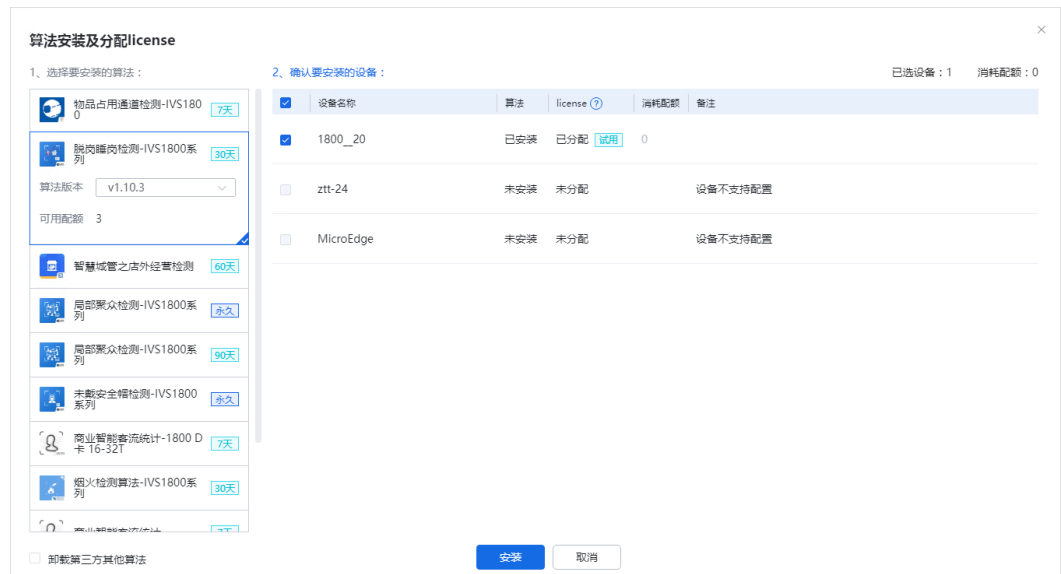 算法安装及分配license
1、选择要安装的算法：
2、确认要安装的设备：
已选设备：1
消耗配额：0
物品占用通道检测-IVS180
0
7天
脱岗睡岗检测-IVS1800系
列
30天
算法版本
v1.10.3
可用配额 3
智慧城管之店外经营检测
60天
局部聚众检测-IVS1800系
列
永久
局部聚众检测-IVS1800系
列
90天
未戴安全帽检测-IVS1800
系列
永久
商业智能客流统计-1800 D
卡 16-32T
7天
烟火检测算法-IVS1800系
列
30天
商业智能客流统计
7天
设备名称 算法 license 消耗配额 备注
1800__20 已安装 已分配 试用 0
ztt-24 未安装 未分配 设备不支持配置
MicroEdge 未安装 未分配 设备不支持配置
卸载第三方其他算法
安装
取消